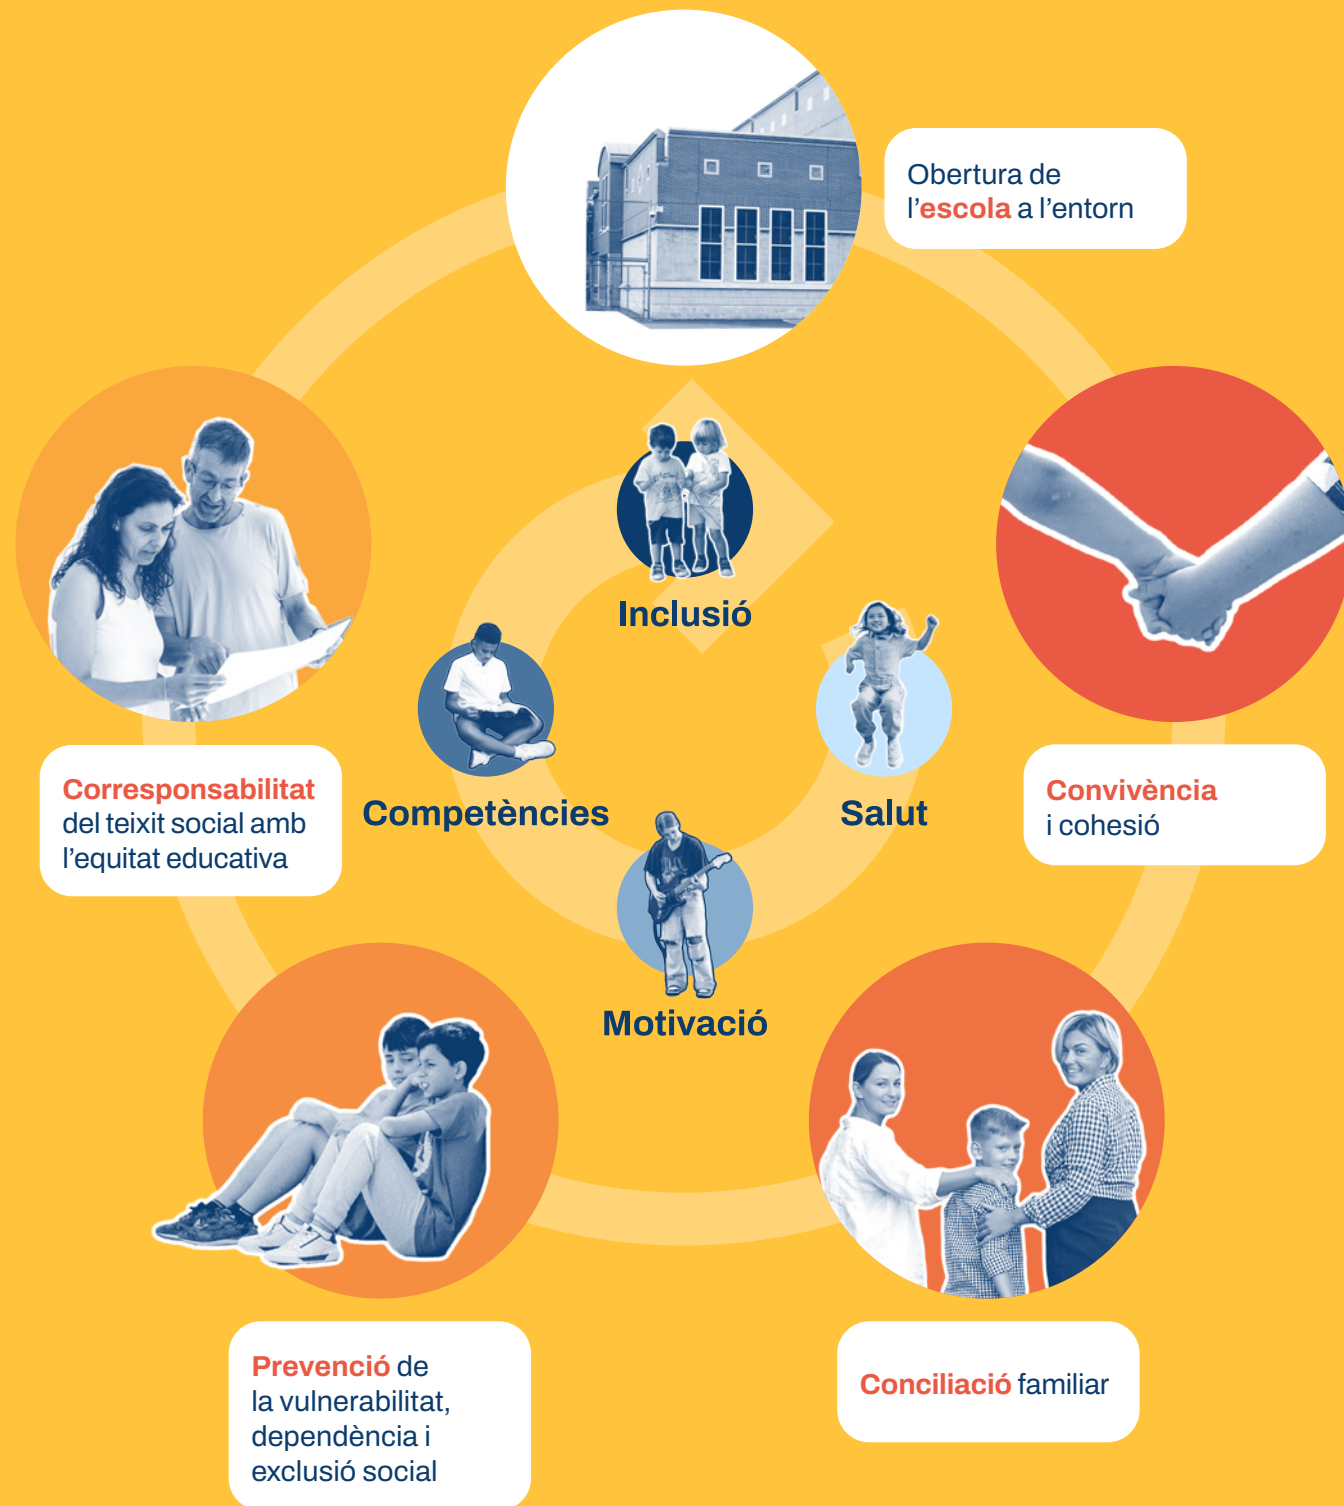 Obertura de
l’escola a l’entorn
Inclusió
Competències
Salut
Motivació
Corresponsabilitat
del teixit social amb
l’equitat educativa
Convivència
i cohesió
Prevenció de
la vulnerabilitat,
dependència i
exclusió social
Conciliació familiar